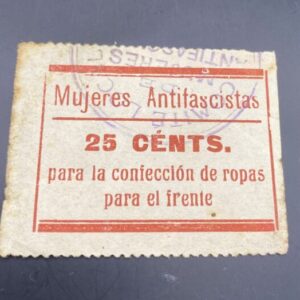 Mujeres Antifascistas
25 CÉNTS.
para la confección de ropas
para el frente